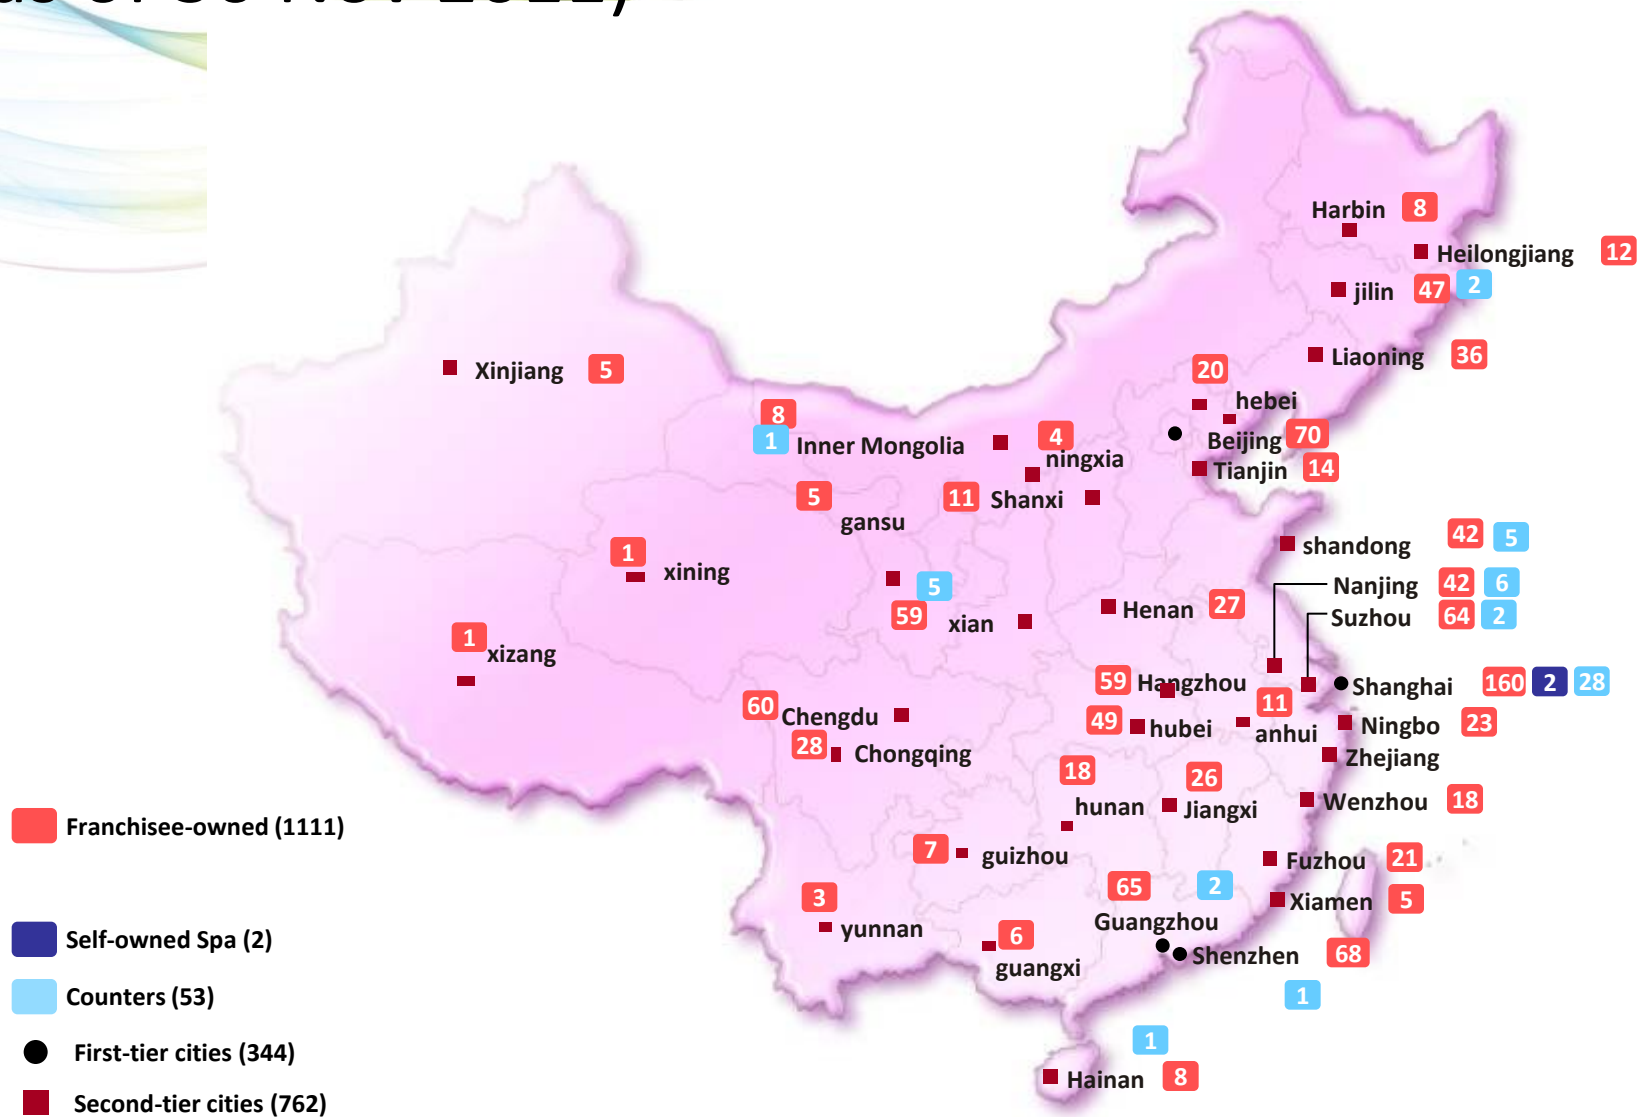 Harbin 8
Heilongjiang 12
jilin 47 2
Liaoning 36
Xinjiang 5
20
hebei
8
1 Inner Mongolia
4
ningxia
Beijing 70
Tianjin 14
5
gansu
11 Shanxi
shandong 42 5
1
xining
5
59 xian
Nanjing 42 6
Henan 27
Suzhou 64 2
1
xizang
59 Hangzhou
Shanghai 160 2 28
60 Chengdu
49 hubei
11
anhui
Ningbo 23
28 Chongqing
Zhejiang
18
hunan
26
Jiangxi
Wenzhou 18
Franchisee-owned (1111)
7 guizhou
Fuzhou 21
65 2
Guangzhou
Xiamen 5
3
yunnan
6
guangxi
Shenzhen 68
1
Self-owned Spa (2)
Counters (53)
1
Hainan 8
First-tier cities (344)
Second-tier cities (762)